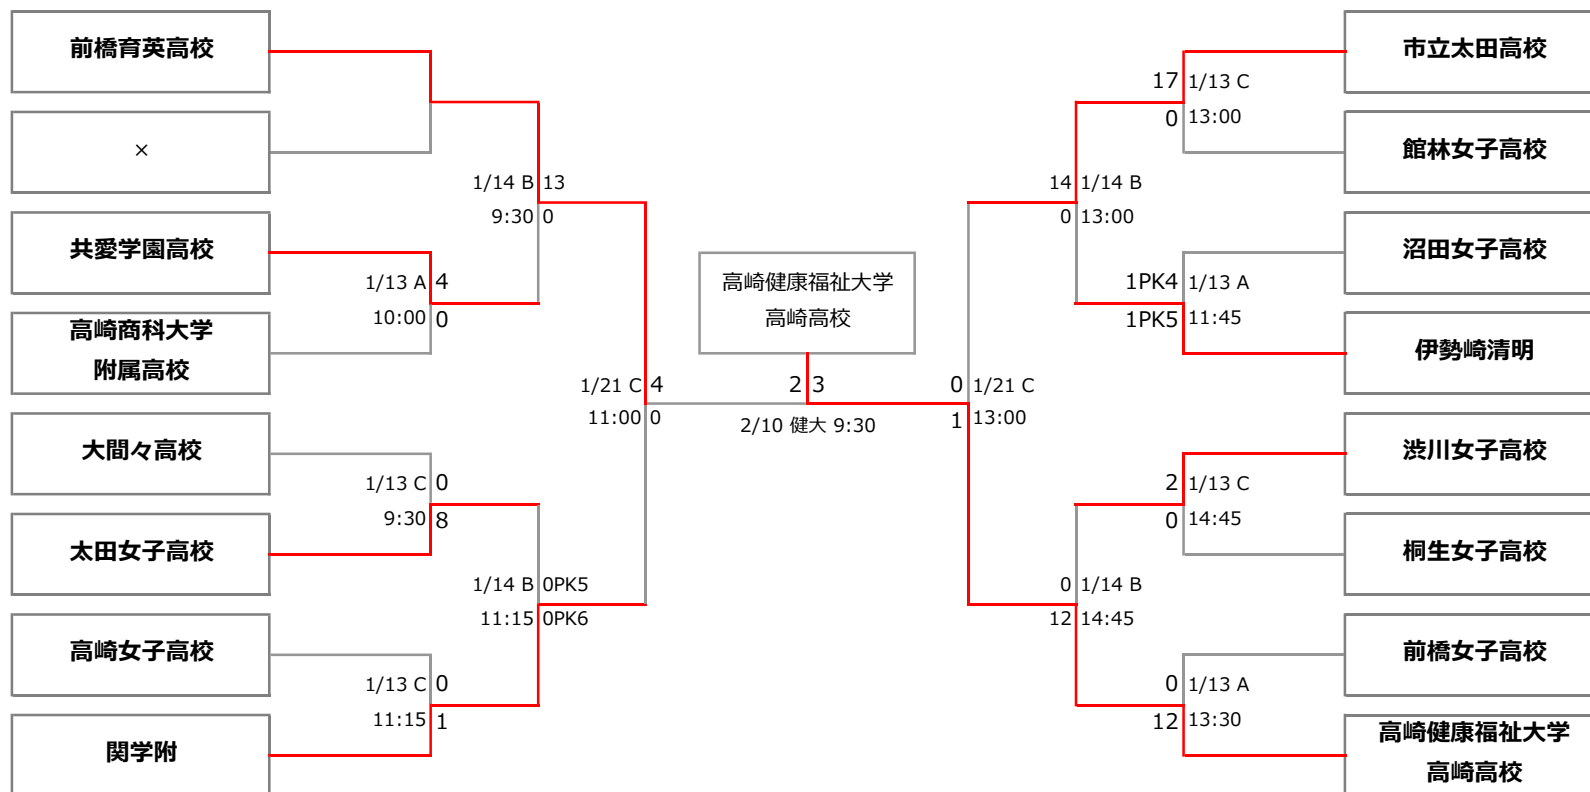 前橋育英高校
×
共愛学園高校
高崎商科大学
附属高校
大間々高校
太田女子高校
高崎女子高校
関学附
1/13 A 4
10:00 0
1/13 C 0
9:30 8
1/13 C 0
11:15 1
1/14 B 13
9:30 0
1/14 B 0PK5
11:15 0PK6
1/21 C 4
11:00 0
高崎健康福祉大学
高崎高校
2 3
2/10 健大 9:30
0 1/21 C
1 13:00
14 1/14 B
0 13:00
0 1/14 B
12 14:45
17 1/13 C
0 13:00
1PK4 1/13 A
1PK5 11:45
2 1/13 C
0 14:45
0 1/13 A
12 13:30
市立太田高校
館林女子高校
沼田女子高校
伊勢崎清明
渋川女子高校
桐生女子高校
前橋女子高校
高崎健康福祉大学
高崎高校